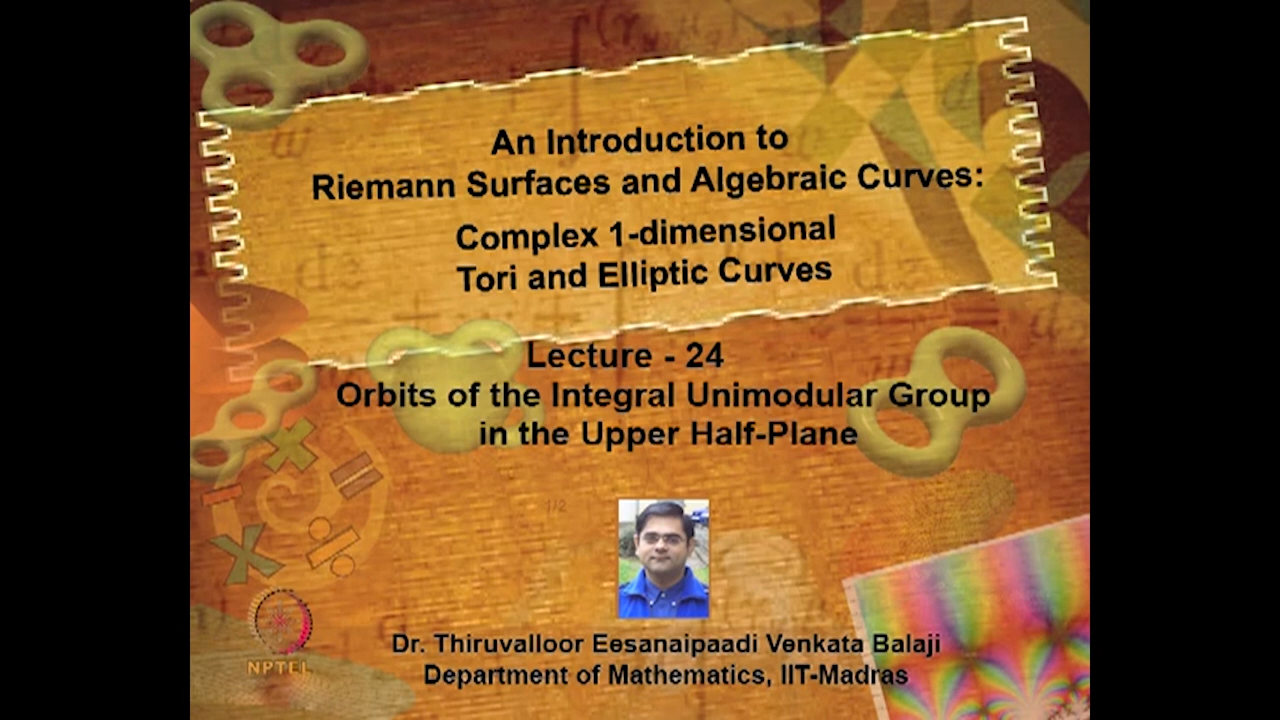 An Introduction to
Riemann Surfaces and Algebraic Curves:
Complex 1-dimensional
Tori and Elliptic Curves
Lecture - 24
Orbits of the Integral Unimodular Group
in the Upper Half-Plane
Dr. Thiruvalloor Eesanaipaadi Venkata Balaji
Department of Mathematics, IIT-Madras
NPTEL